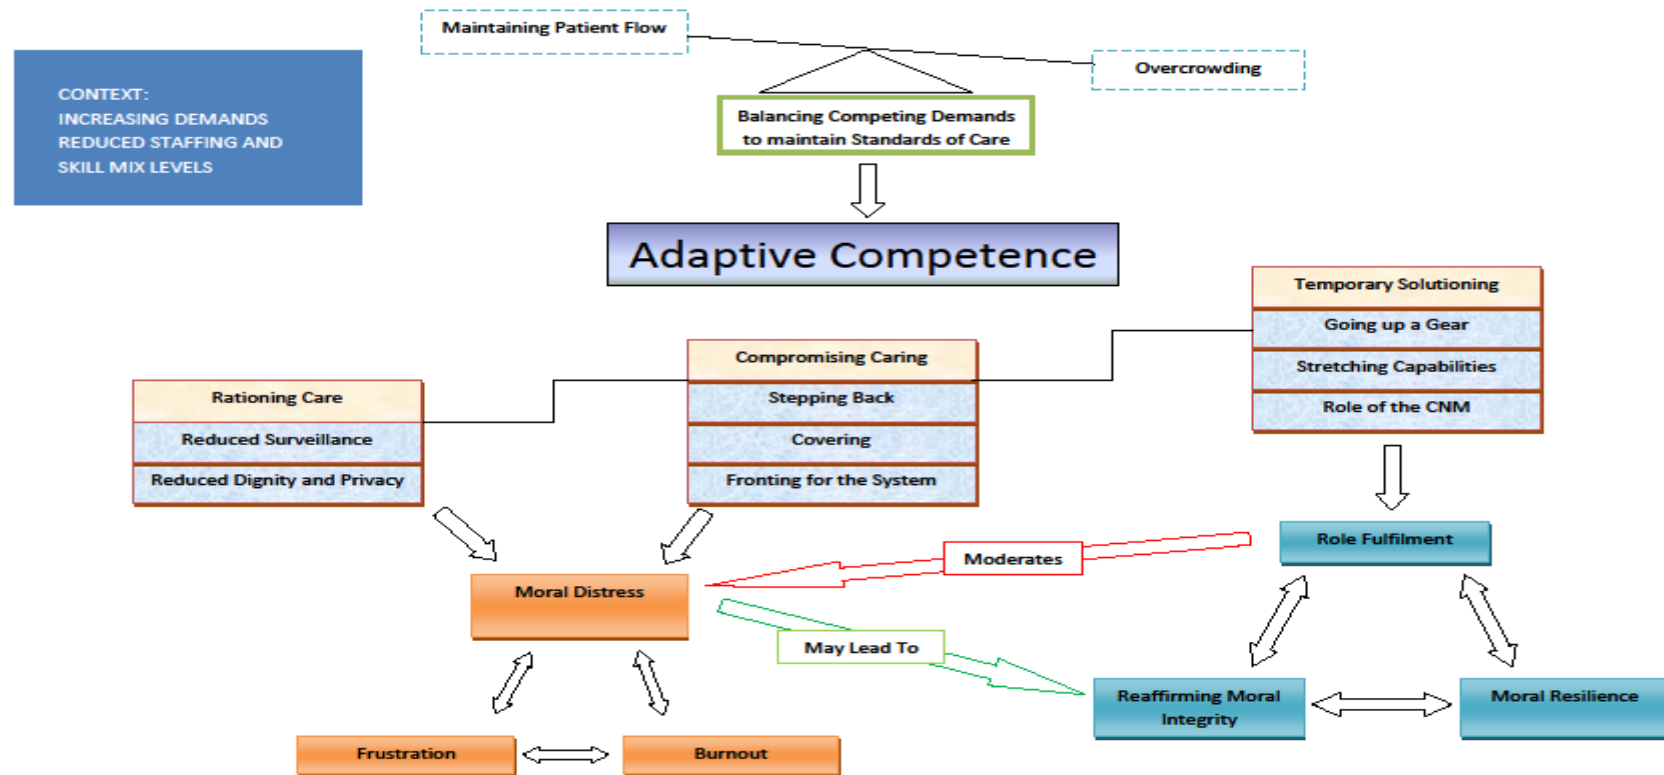 Maintaining Patient Flow
Overcrowding
CONTEXT:
INCREASING DEMANDS
REDUCED STAFFING AND
SKILL MIX LEVELS
Balancing Competing Demands
to maintain Standards of Care
Adaptive Competence
Temporary Solutioning
Going up a Gear
Stretching Capabilities
Role of the CNM
Compromising Caring
Stepping Back
Covering
Fronting for the System
Rationing Care
Reduced Surveillance
Reduced Dignity and Privacy
Role Fulfilment
Moderates
Moral Distress
May Lead To
Reaffirming Moral
Integrity
Moral Resilience
Frustration
Burnout